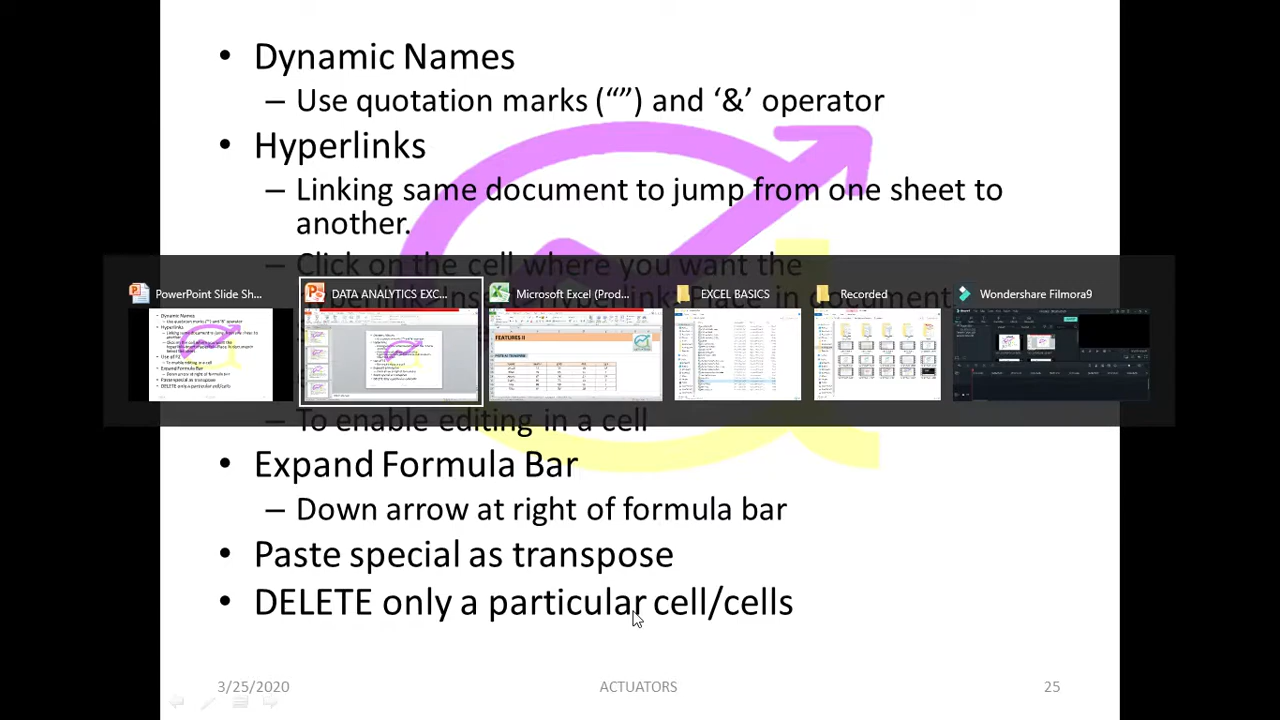 • Dynamic Names
– Use quotation marks (“”) and ‘&’ operator
• Hyperlinks
– Linking same document to jump from one sheet to
another.
– Click on the cell where you want the
PowerPoint Slide Sh...
DATA ANALYTICS EXC...
Microsoft Excel (Prod...
EXCEL BASICS
Recorded
Wondershare Filmora9
FEATURES II
– To enable editing in a cell
• Expand Formula Bar
– Down arrow at right of formula bar
• Paste special as transpose
• DELETE only a particular cell/cells
3/25/2020
ACTUATORS
25